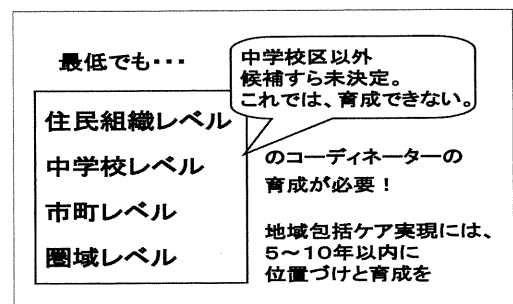 最低でも・・・
中学校区以外
候補すら未決定。
これでは、育成できない。
住民組織レベル
中学校レベル
市町レベル
圏域レベル
のコーディネーターの
育成が必要！
地域包括ケア実現には、
５～１０年以内に
位置づけと育成を